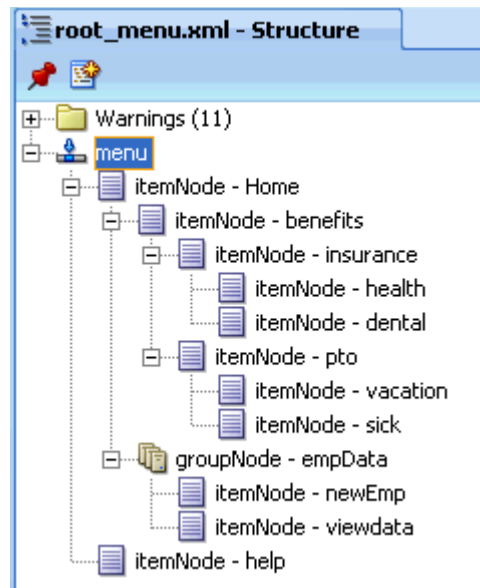 root_menu.xml - Structure
Warnings (11)
menu
itemNode - Home
itemNode - benefits
itemNode - insurance
itemNode - health
itemNode - dental
itemNode - pto
itemNode - vacation
itemNode - sick
groupNode - empData
itemNode - newEmp
itemNode - viewdata
itemNode - help